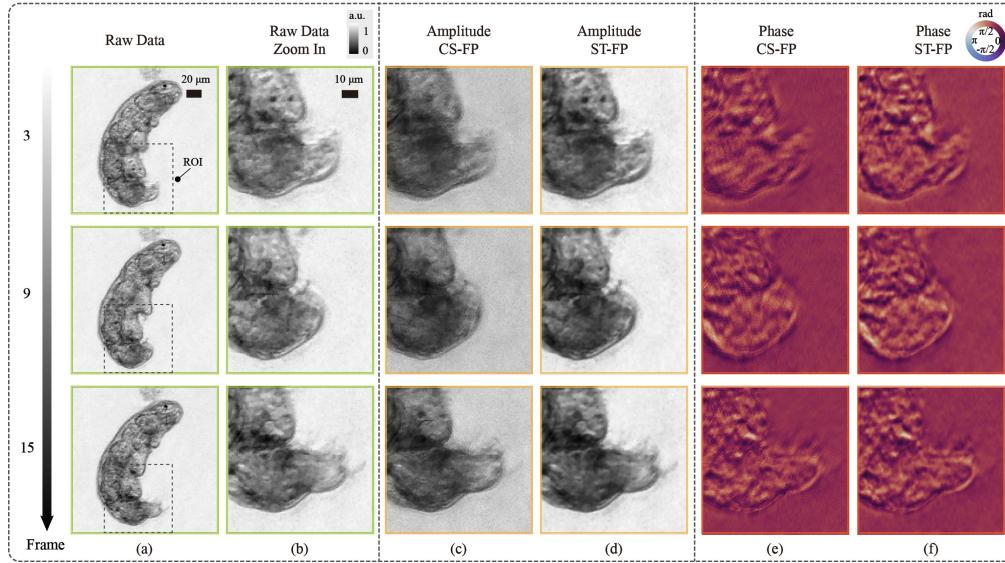 Raw Data
Raw Data
Zoom In
a.u.
1
0
Amplitude
CS-FP
Amplitude
ST-FP
Phase
CS-FP
Phase
ST-FP
rad
π/2
π
0
-π/2
3
20 μm
10 μm
ROI
9
15
Frame
(a)
(b)
(c)
(d)
(e)
(f)